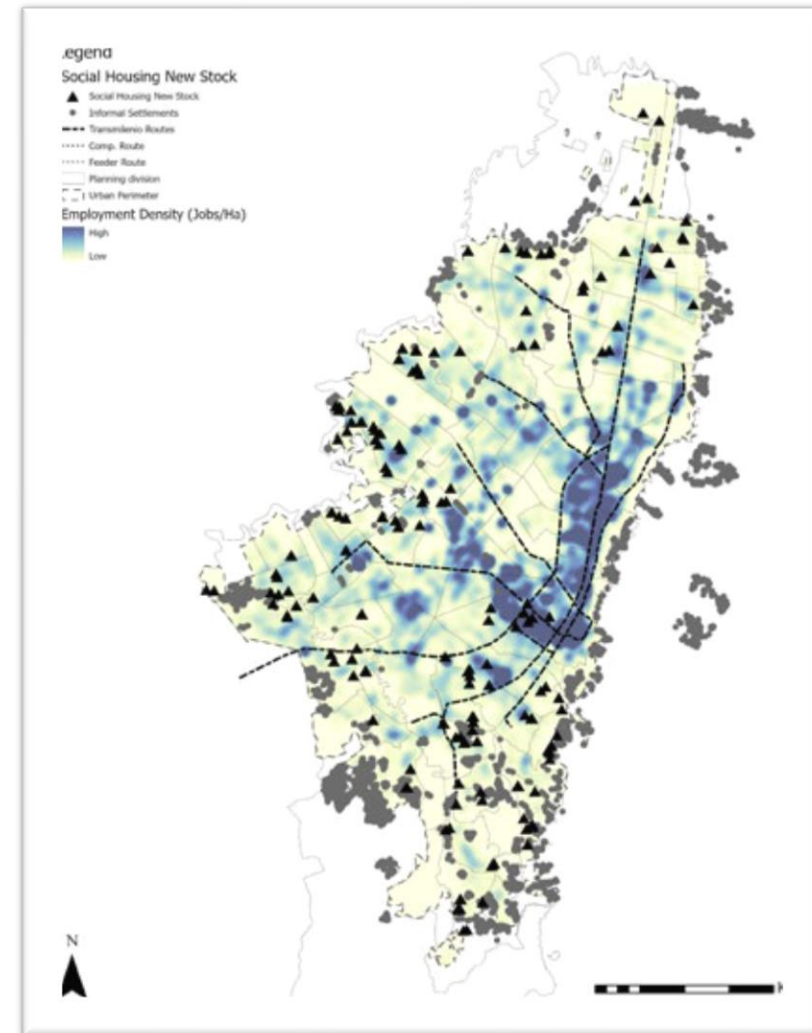 .egend
Social Housing New Stock
Social Housing New Stock
Informal Settlements
Transmilenio Routes
Comp. Route
Feeder Route
Planning division
Urban Perimeter
Employment Density (Jobs/Ha)
High
Low
N